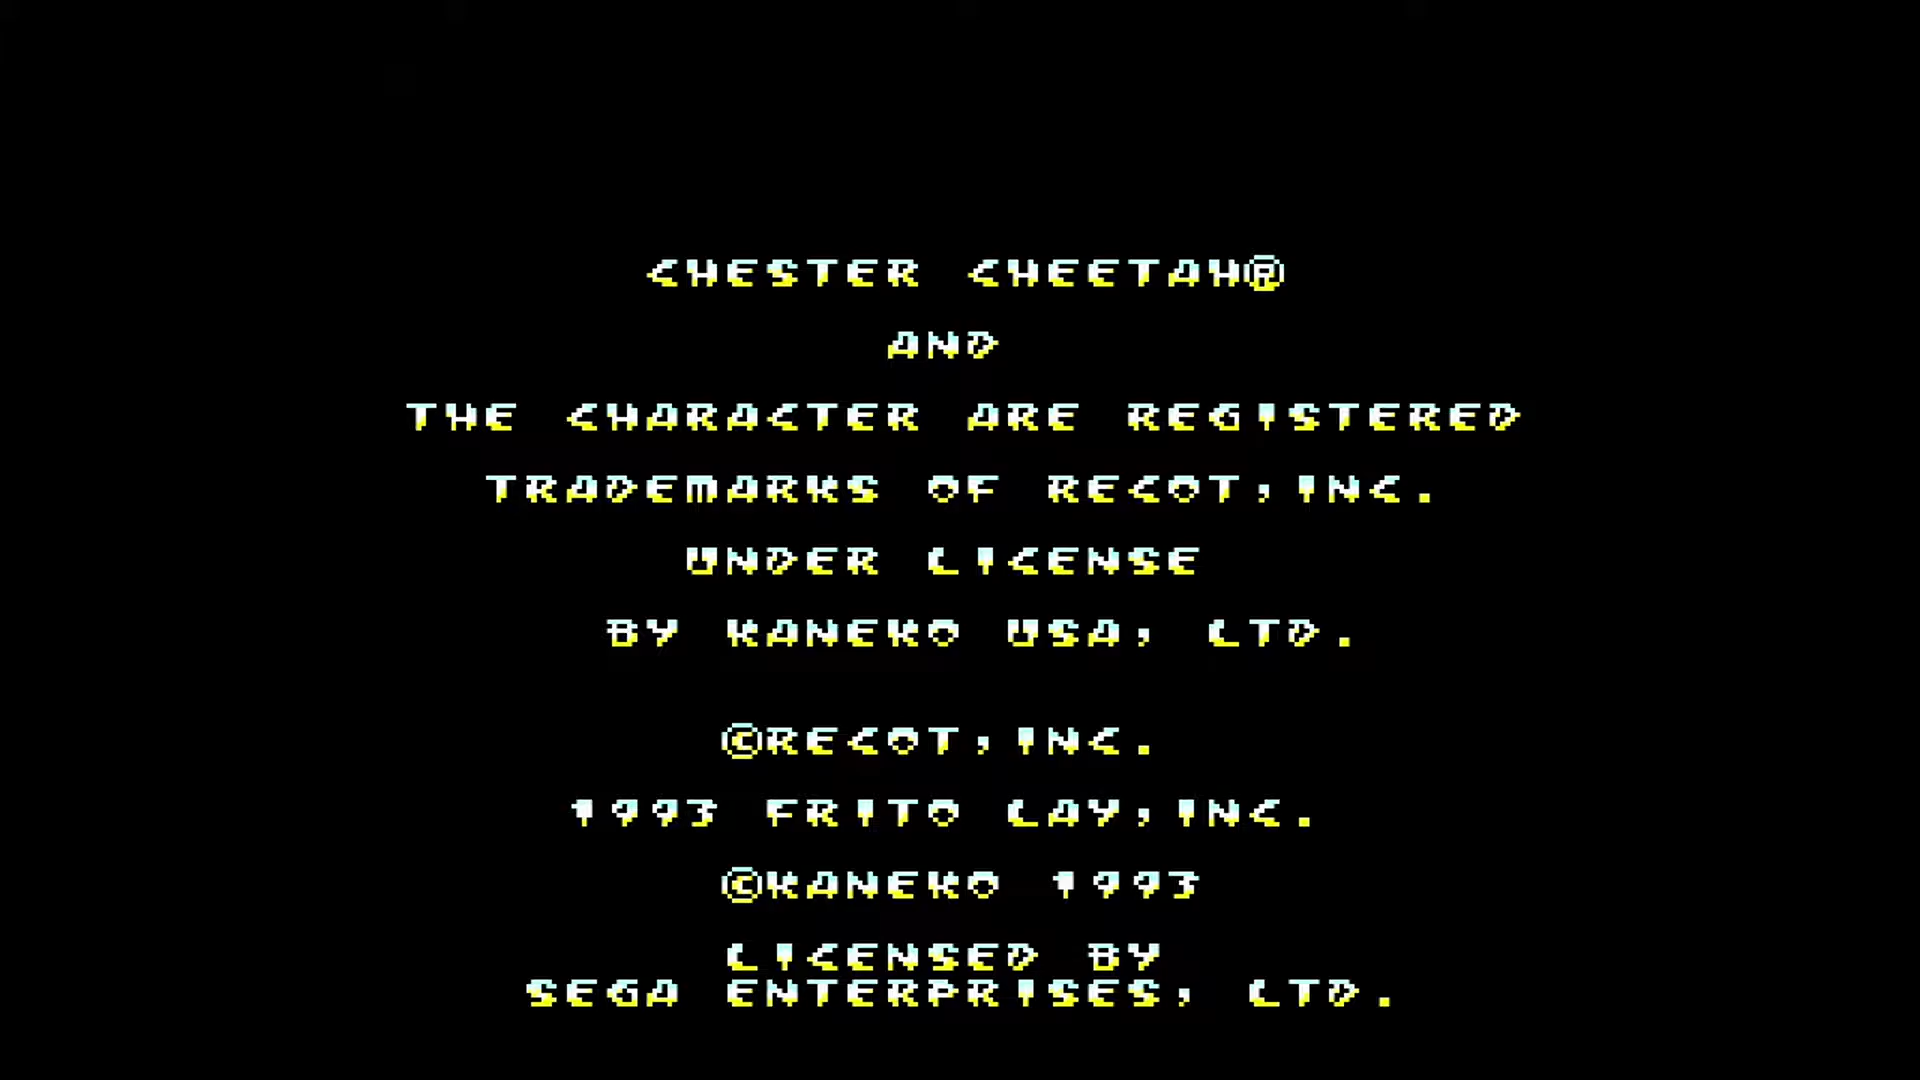 CHESTER CHEETAH®
AND
THE CHARACTER ARE REGISTERED
TRADEMARKS OF RECOT,INC.
UNDER LICENSE
BY KANEKO USA, LTD.
©RECOT,INC.
1993 FRITO LAY,INC.
©KANEKO 1993
LICENSED BY
SEGA ENTERPRISES, LTD.